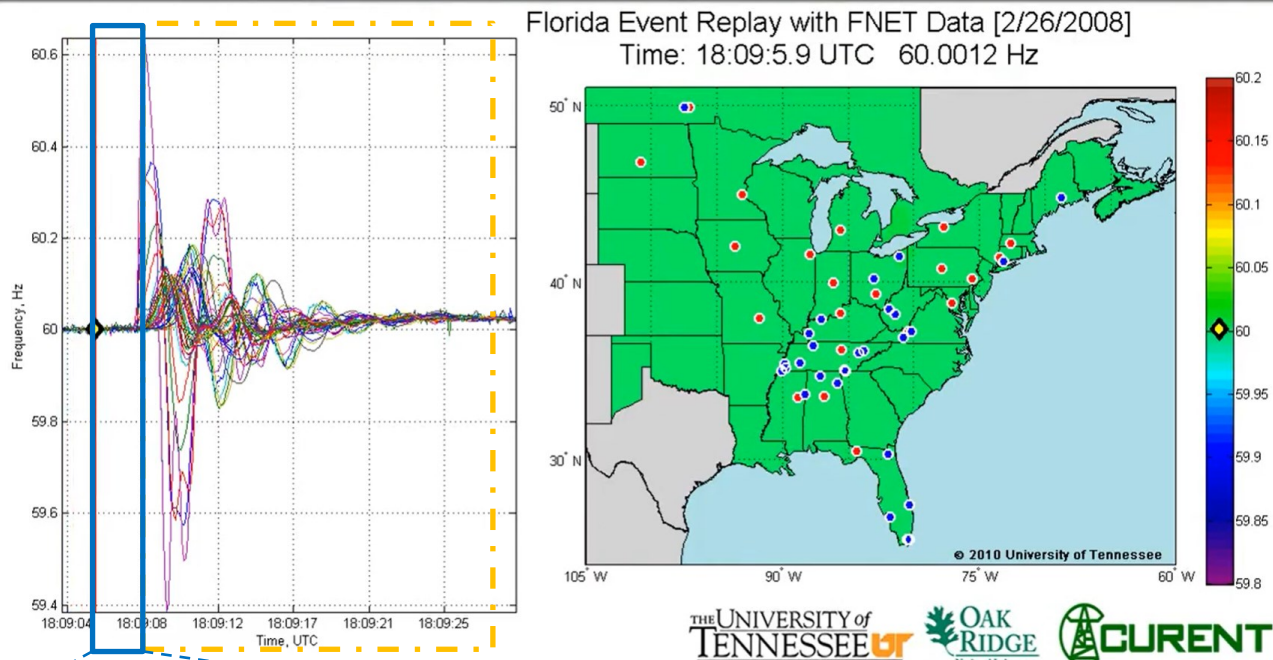 Florida Event Replay with FNET Data [2/26/2008]
Time: 18:09:5.9 UTC 60.0012 Hz
60.6
60.4
60.2
60
59.8
59.6
59.4
Frequency, Hz
18:09:04 18:09:08 18:09:12 18:09:17 18:09:21 18:09:25
Time, UTC
50° N
40° N
30° N
105° W 90° W 75° W 60° W
© 2010 University of Tennessee
60.2
60.15
60.1
60.05
60
59.95
59.9
59.85
59.8
THE UNIVERSITY of
TENNESSEE UT
OAK
RIDGE
CURENT